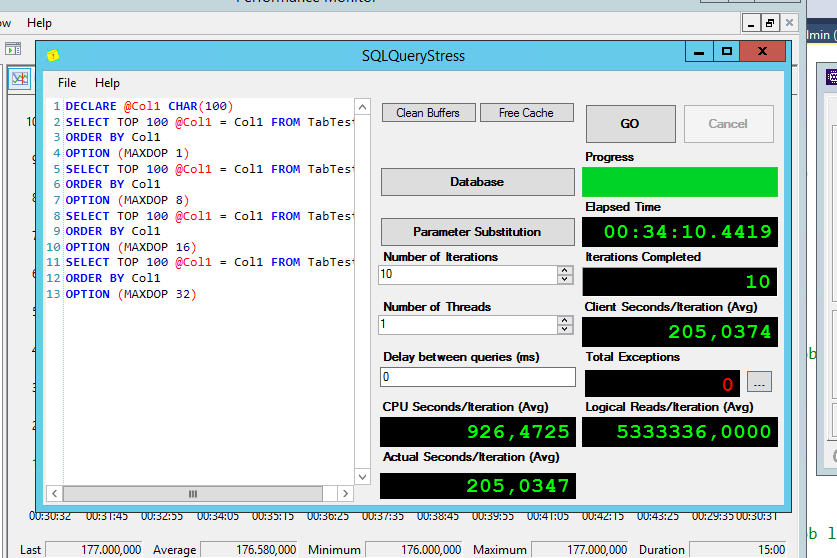 Performance Monitor
ow Help
SQLQueryStress
File Help
1 DECLARE @Col1 CHAR(100)
2 SELECT TOP 100 @Col1 = Col1 FROM TabTest
3 ORDER BY Col1
4 OPTION (MAXDOP 1)
5 SELECT TOP 100 @Col1 = Col1 FROM TabTest
6 ORDER BY Col1
7 OPTION (MAXDOP 8)
8 SELECT TOP 100 @Col1 = Col1 FROM TabTest
9 ORDER BY Col1
10 OPTION (MAXDOP 16)
11 SELECT TOP 100 @Col1 = Col1 FROM TabTest
12 ORDER BY Col1
13 OPTION (MAXDOP 32)
Clean Buffers Free Cache
GO Cancel
Progress
Database
Elapsed Time
00:34:10.4419
Parameter Substitution
Number of Iterations
10
Iterations Completed
10
Number of Threads
1
Client Seconds/Iteration (Avg)
205,0374
Delay between queries (ms)
0
Total Exceptions
0 ...
CPU Seconds/Iteration (Avg)
926,4725
Logical Reads/Iteration (Avg)
5333336,0000
Actual Seconds/Iteration (Avg)
205,0347
00:30:32 00:31:45 00:32:55 00:34:05 00:35:15 00:36:25 00:37:35 00:38:45 00:39:55 00:41:05 00:42:15 00:43:25 00:29:35 00:30:31
Last 177.000,000 Average 176.580,000 Minimum 176.000,000 Maximum 177.000,000 Duration 15:00